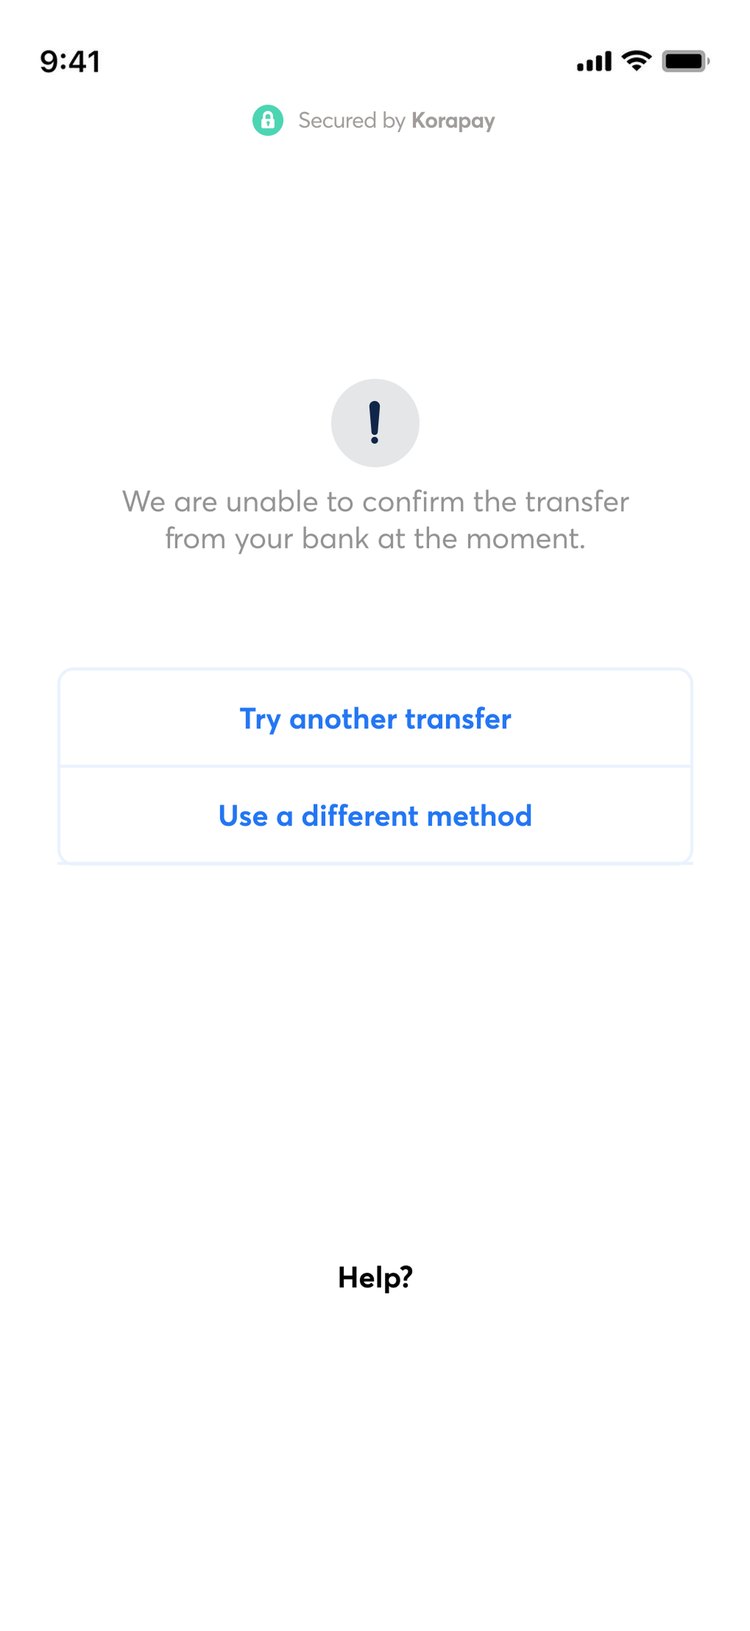 9:41
Secured by Korapay
!
We are unable to confirm the transfer
from your bank at the moment.
Try another transfer
Use a different method
Help?